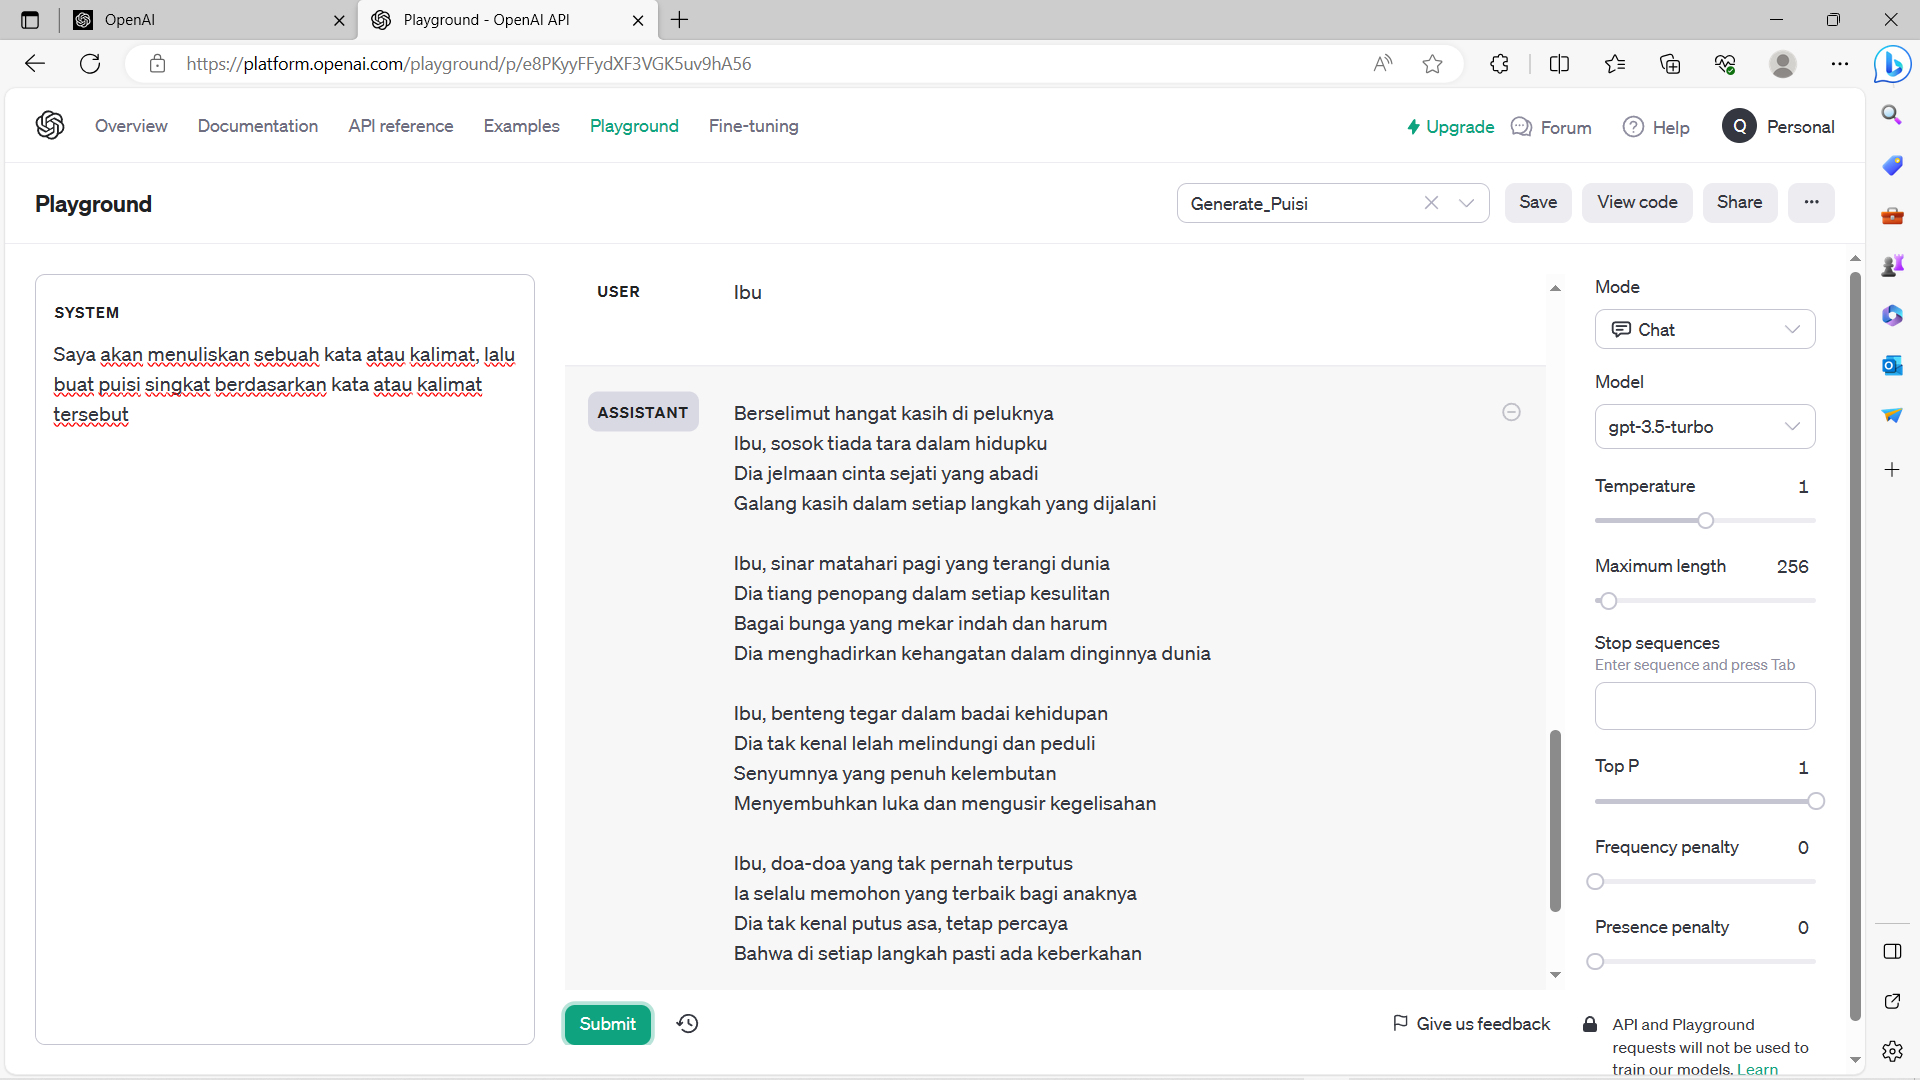 OpenAI
Playground - OpenAI API
https://platform.openai.com/playground/p/e8PKyyFFydXF3VGK5uv9hA56
Overview
Documentation
API reference
Examples
Playground
Fine-tuning
Upgrade
Forum
Help
Q
Personal
Playground
Generate_Puisi
Save
View code
Share
SYSTEM
Saya akan menuliskan sebuah kata atau kalimat, lalu
buat puisi singkat berdasarkan kata atau kalimat
tersebut
USER
Ibu
ASSISTANT
Berselimut hangat kasih di peluknya
Ibu, sosok tiada tara dalam hidupku
Dia jelmaan cinta sejati yang abadi
Galang kasih dalam setiap langkah yang dijalani
Ibu, sinar matahari pagi yang terangi dunia
Dia tiang penopang dalam setiap kesulitan
Bagai bunga yang mekar indah dan harum
Dia menghadirkan kehangatan dalam dinginnya dunia
Ibu, benteng tegar dalam badai kehidupan
Dia tak kenal lelah melindungi dan peduli
Senyumnya yang penuh kelembutan
Menyembuhkan luka dan mengusir kegelisahan
Ibu, doa-doa yang tak pernah terputus
Ia selalu memohon yang terbaik bagi anaknya
Dia tak kenal putus asa, tetap percaya
Bahwa di setiap langkah pasti ada keberkahan
Submit
Give us feedback
Mode
Chat
Model
gpt-3.5-turbo
Temperature 1
Maximum length 256
Stop sequences
Enter sequence and press Tab
Top P 1
Frequency penalty 0
Presence penalty 0
API and Playground
requests will not be used to
train our models. Learn